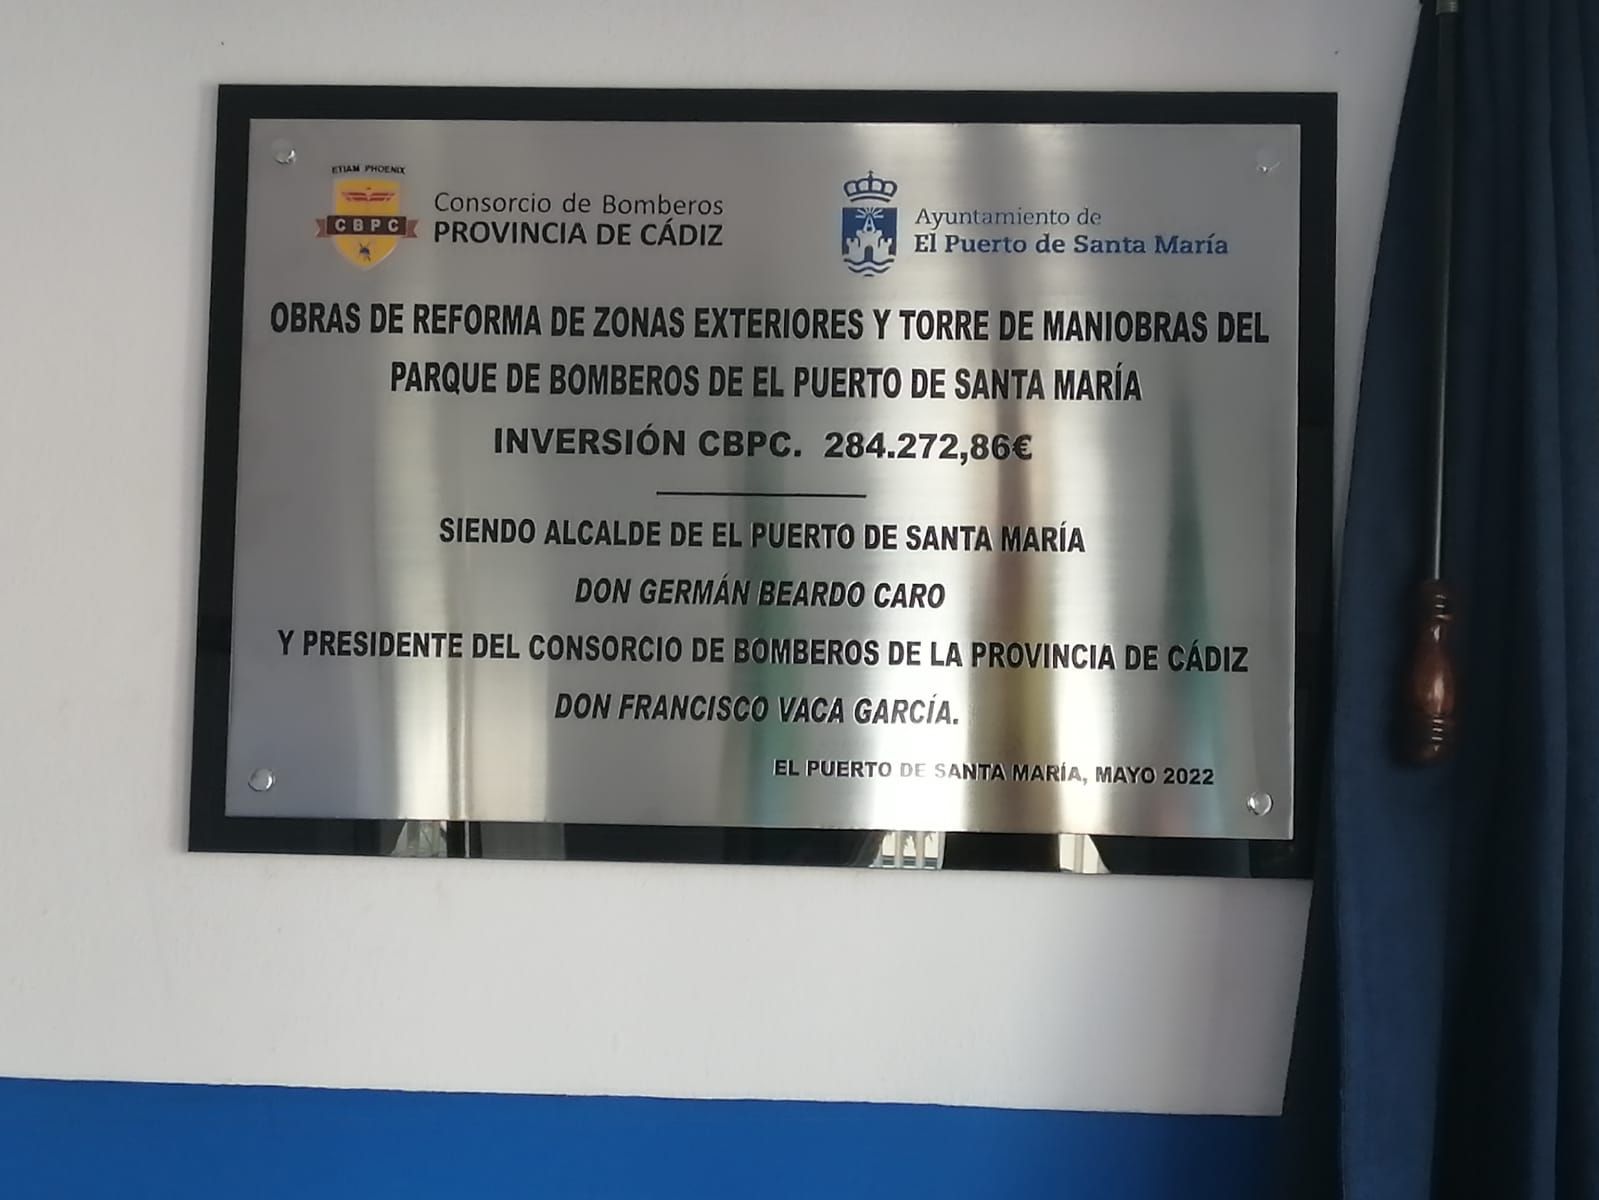 ETIAM PHOENIX
CBPC
Consorcio de Bomberos
PROVINCIA DE CÁDIZ
Ayuntamiento de
El Puerto de Santa María
OBRAS DE REFORMA DE ZONAS EXTERIORES Y TORRE DE MANIOBRAS DEL
PARQUE DE BOMBEROS DE EL PUERTO DE SANTA MARÍA
INVERSIÓN CBPC. 284.272,86€
SIENDO ALCALDE DE EL PUERTO DE SANTA MARÍA
DON GERMÁN BEARDO CARO
Y PRESIDENTE DEL CONSORCIO DE BOMBEROS DE LA PROVINCIA DE CÁDIZ
DON FRANCISCO VACA GARCÍA.
EL PUERTO DE SANTA MARÍA, MAYO 2022